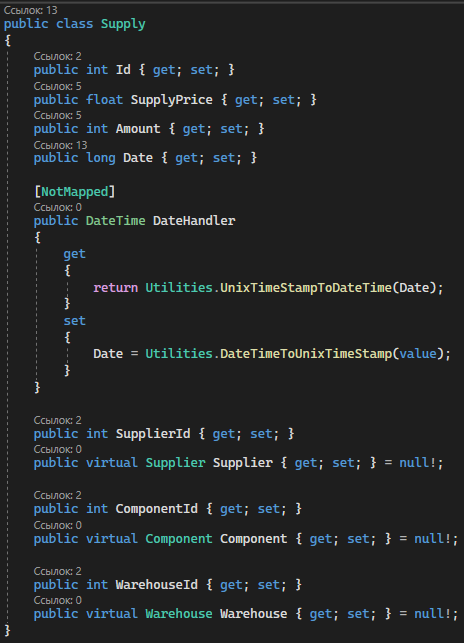 Ссылок: 13
public class Supply
{
Ссылок: 2
public int Id { get; set; }
Ссылок: 5
public float SupplyPrice { get; set; }
Ссылок: 5
public int Amount { get; set; }
Ссылок: 13
public long Date { get; set; }
[NotMapped]
Ссылок: 0
public DateTime DateHandler
{
get
{
return Utilities.UnixTimeStampToDateTime(Date);
}
set
{
Date = Utilities.DateTimeToUnixTimeStamp(value);
}
}
Ссылок: 2
public int SupplierId { get; set; }
Ссылок: 0
public virtual Supplier Supplier { get; set; } = null!;
Ссылок: 2
public int ComponentId { get; set; }
Ссылок: 0
public virtual Component Component { get; set; } = null!;
Ссылок: 2
public int WarehouseId { get; set; }
Ссылок: 0
public virtual Warehouse Warehouse { get; set; } = null!;
}